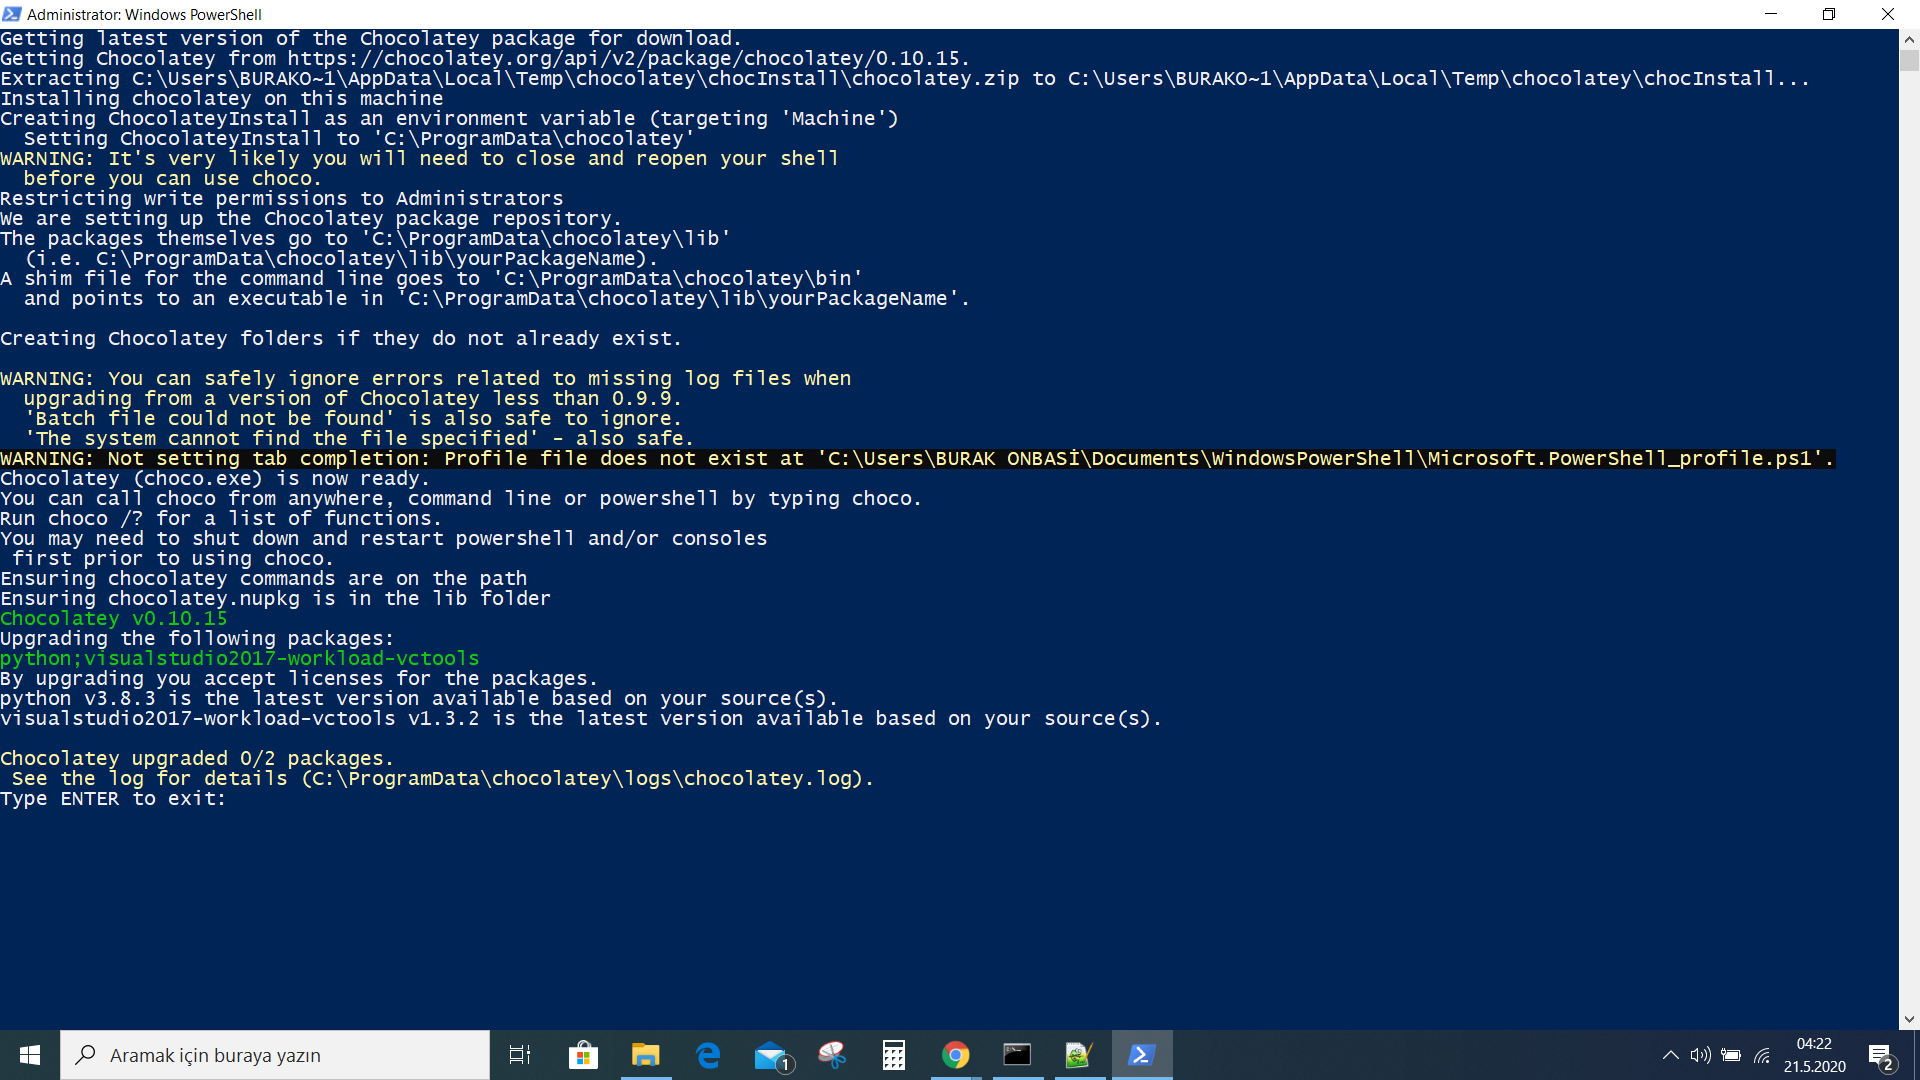 Administrator: Windows PowerShell
Getting latest version of the Chocolatey package for download.
Getting Chocolatey from https://chocolatey.org/api/v2/package/chocolatey/0.10.15.
Extracting C:\Users\BURAKO~1\AppData\Local\Temp\chocolatey\chocInstall\chocolatey.zip to C:\Users\BURAKO~1\AppData\Local\Temp\chocolatey\chocInstall...
Installing chocolatey on this machine
Creating ChocolateyInstall as an environment variable (targeting 'Machine')
  Setting ChocolateyInstall to 'C:\ProgramData\chocolatey'
WARNING: It's very likely you will need to close and reopen your shell
  before you can use choco.
Restricting write permissions to Administrators
We are setting up the Chocolatey package repository.
The packages themselves go to 'C:\ProgramData\chocolatey\lib'
  (i.e. C:\ProgramData\chocolatey\lib\yourPackageName).
A shim file for the command line goes to 'C:\ProgramData\chocolatey\bin'
  and points to an executable in 'C:\ProgramData\chocolatey\lib\yourPackageName'.
Creating Chocolatey folders if they do not already exist.
WARNING: You can safely ignore errors related to missing log files when
  upgrading from a version of Chocolatey less than 0.9.9.
  'Batch file could not be found' is also safe to ignore.
  'The system cannot find the file specified' - also safe.
WARNING: Not setting tab completion: Profile file does not exist at 'C:\Users\BURAK ONBASİ\Documents\WindowsPowerShell\Microsoft.PowerShell_profile.ps1'.
Chocolatey (choco.exe) is now ready.
You can call choco from anywhere, command line or powershell by typing choco.
Run choco /? for a list of functions.
You may need to shut down and restart powershell and/or consoles
 first prior to using choco.
Ensuring chocolatey commands are on the path
Ensuring chocolatey.nupkg is in the lib folder
Chocolatey v0.10.15
Upgrading the following packages:
python;visualstudio2017-workload-vctools
By upgrading you accept licenses for the packages.
python v3.8.3 is the latest version available based on your source(s).
visualstudio2017-workload-vctools v1.3.2 is the latest version available based on your source(s).
Chocolatey upgraded 0/2 packages.
 See the log for details (C:\ProgramData\chocolatey\logs\chocolatey.log).
Type ENTER to exit:
Aramak için buraya yazın
1
04:22
21.5.2020
2